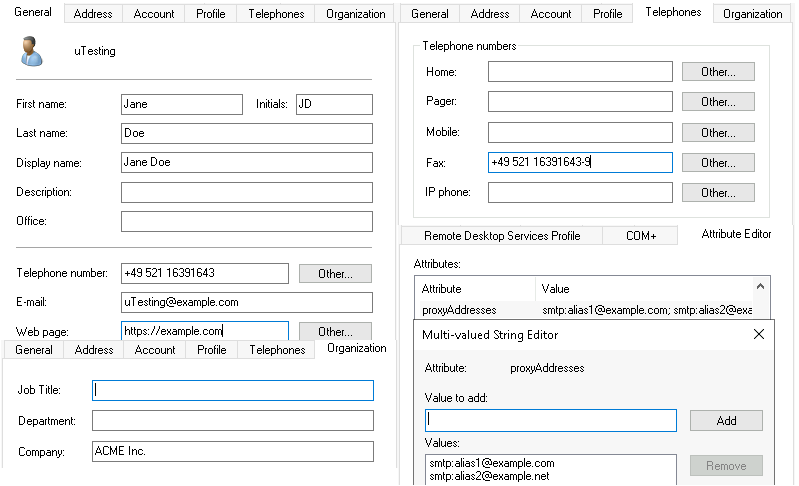 General Address Account Profile Telephones Organization
uTesting
First name: Jane Initials: JD
Last name: Doe
Display name: Jane Doe
Description:
Office:
Telephone number: +49 521 16391643 Other...
E-mail: uTesting@example.com
Web page: https://example.com Other...
General Address Account Profile Telephones Organization
Job Title:
Department:
Company: ACME Inc.
General Address Account Profile Telephones Organization
Telephone numbers
Home: Other...
Pager: Other...
Mobile: Other...
Fax: +49 521 16391643-9 Other...
IP phone: Other...
Remote Desktop Services Profile COM+ Attribute Editor
Attributes:
Attribute Value
proxyAddresses smtp:alias1@example.com; smtp:alias2@exa
Multi-valued String Editor
Attribute: proxyAddresses
Value to add:
Add
Values:
smtp:alias1@example.com
smtp:alias2@example.net
Remove